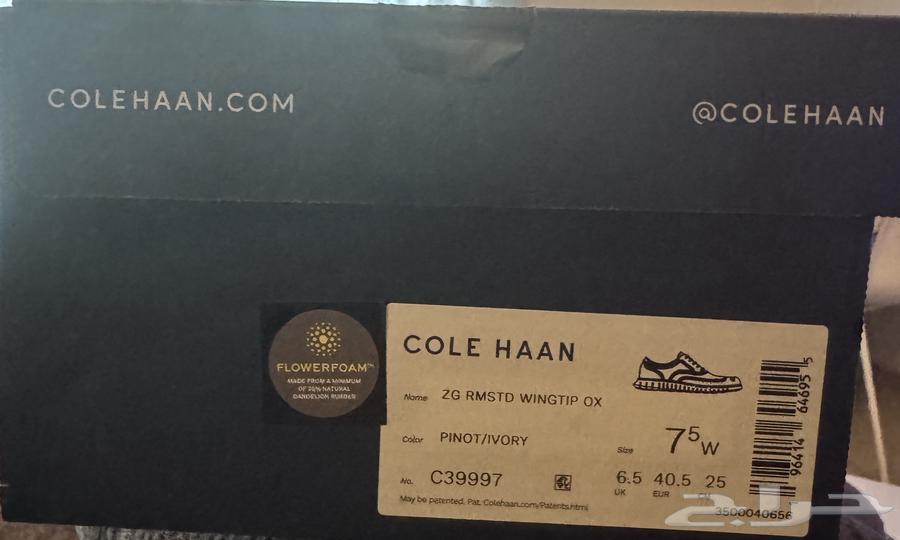 COLEHAAN.COM
@COLEHAAN
FLOWERFOAM™
MADE FROM A MINIMUM
OF 25% NATURAL
DANDELION RUBBER
COLE HAAN
Name ZG RMSTD WINGTIP OX
Color PINOT/IVORY
Size 7⁵ W
No. C39997
6.5 40.5 25
UK EUR
May be patented. Pat. Colehaan.com/Patents.html
96414 64695 5
3500040656
حراج